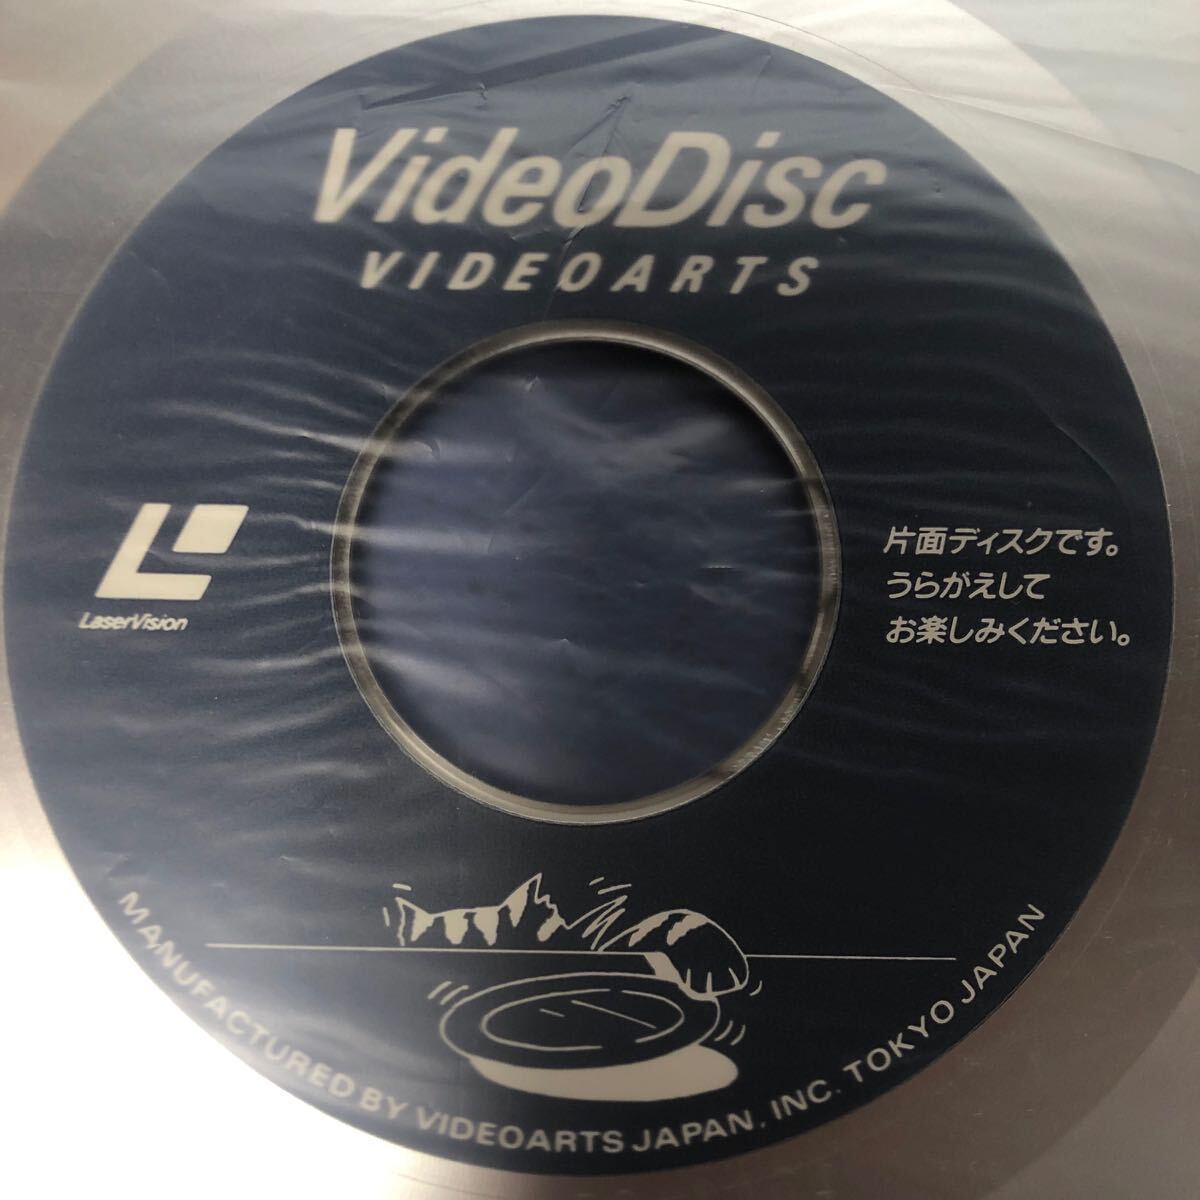 VideoDisc
VIDEOARTS
LaserVision
片面ディスクです。
うらがえして
お楽しみください。
MANUFACTURED BY VIDEOARTS JAPAN, INC. TOKYO JAPAN